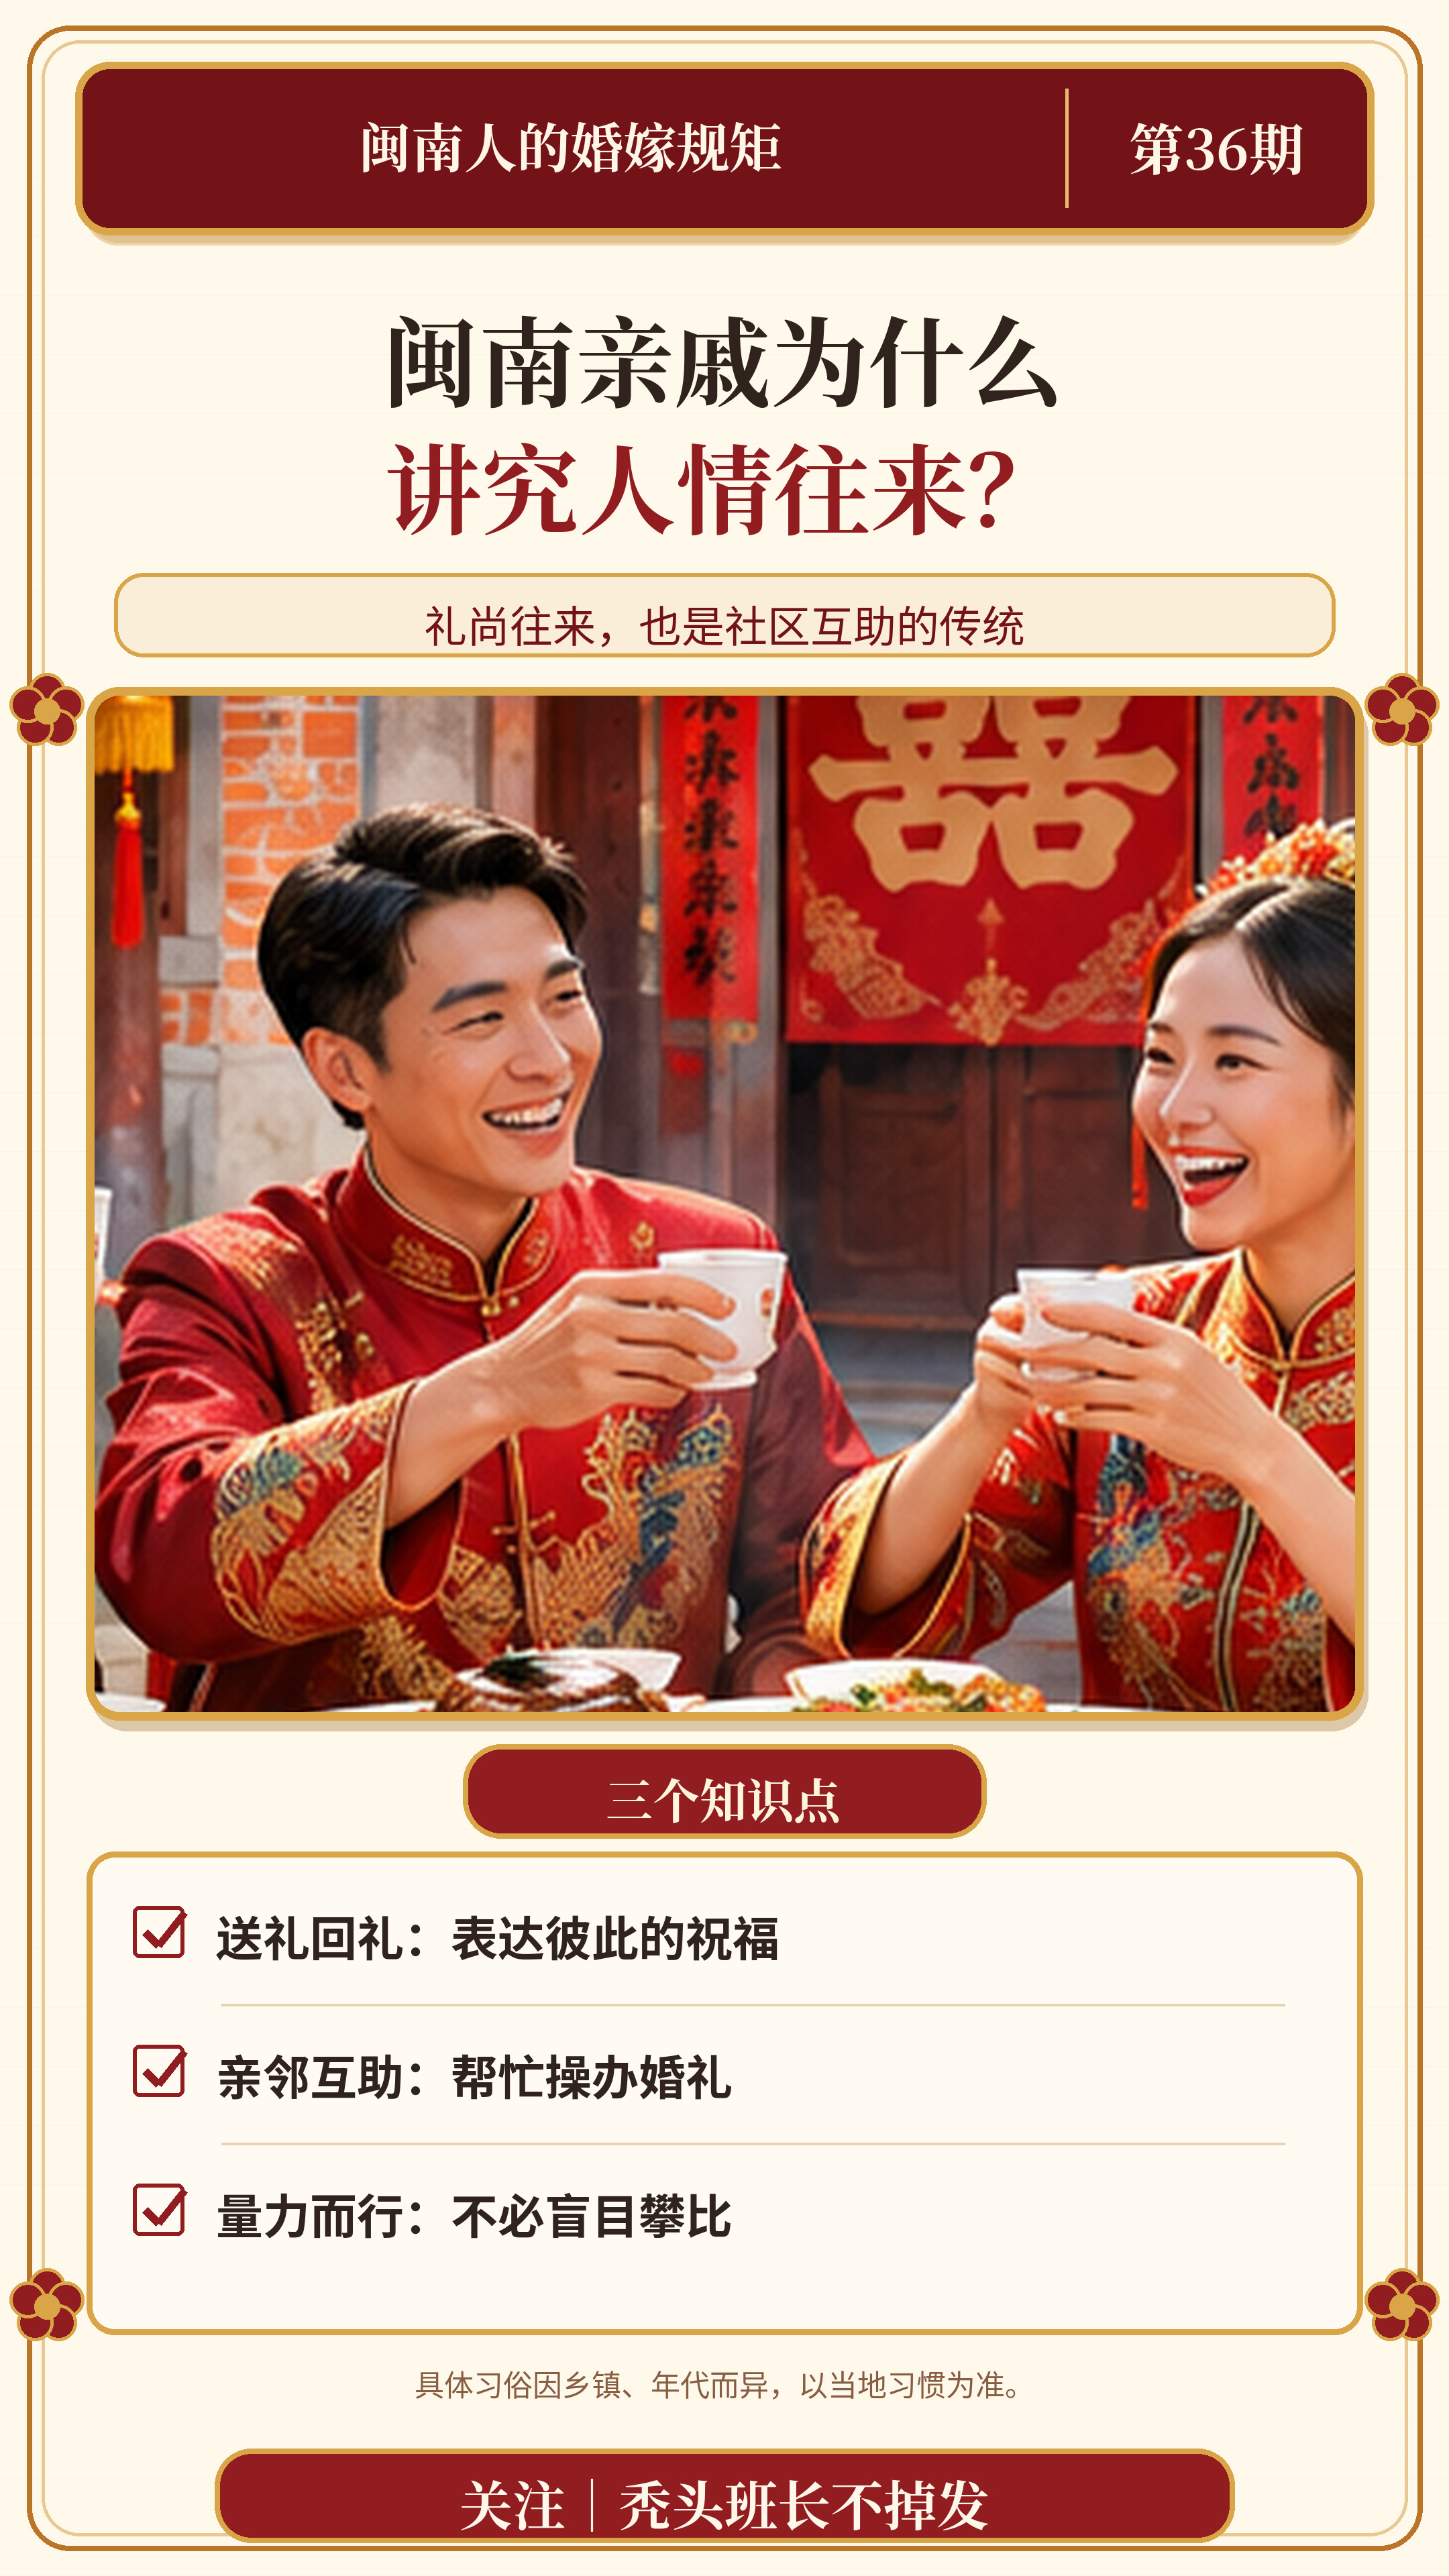 闽南人的婚嫁规矩
第36期
闽南亲戚为什么
讲究人情往来？
礼尚往来，也是社区互助的传统
囍
三个知识点
送礼回礼：表达彼此的祝福
亲邻互助：帮忙操办婚礼
量力而行：不必盲目攀比
具体习俗因乡镇、年代而异，以当地习惯为准。
关注｜秃头班长不掉发